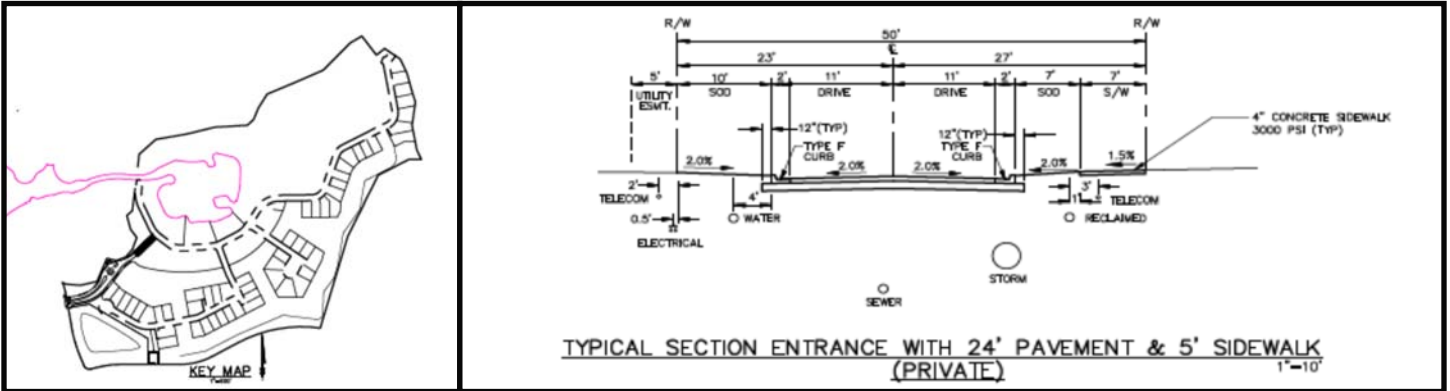 KEY MAP
R/W R/W
50'
℄
23' 27'
5' 10' 2' 11' 11' 2' 7' 7'
UTILITY ESMT. SOD DRIVE DRIVE SOD S/W
12"(TYP) 12"(TYP)
TYPE F CURB TYPE F CURB
4" CONCRETE SIDEWALK
3000 PSI (TYP)
2.0% 2.0% 2.0% 2.0% 1.5%
2' 4' 1' 3'
TELECOM WATER TELECOM
0.5' RECLAIMED
ELECTRICAL
STORM
SEWER
TYPICAL SECTION ENTRANCE WITH 24' PAVEMENT & 5' SIDEWALK
(PRIVATE) 1"=10'